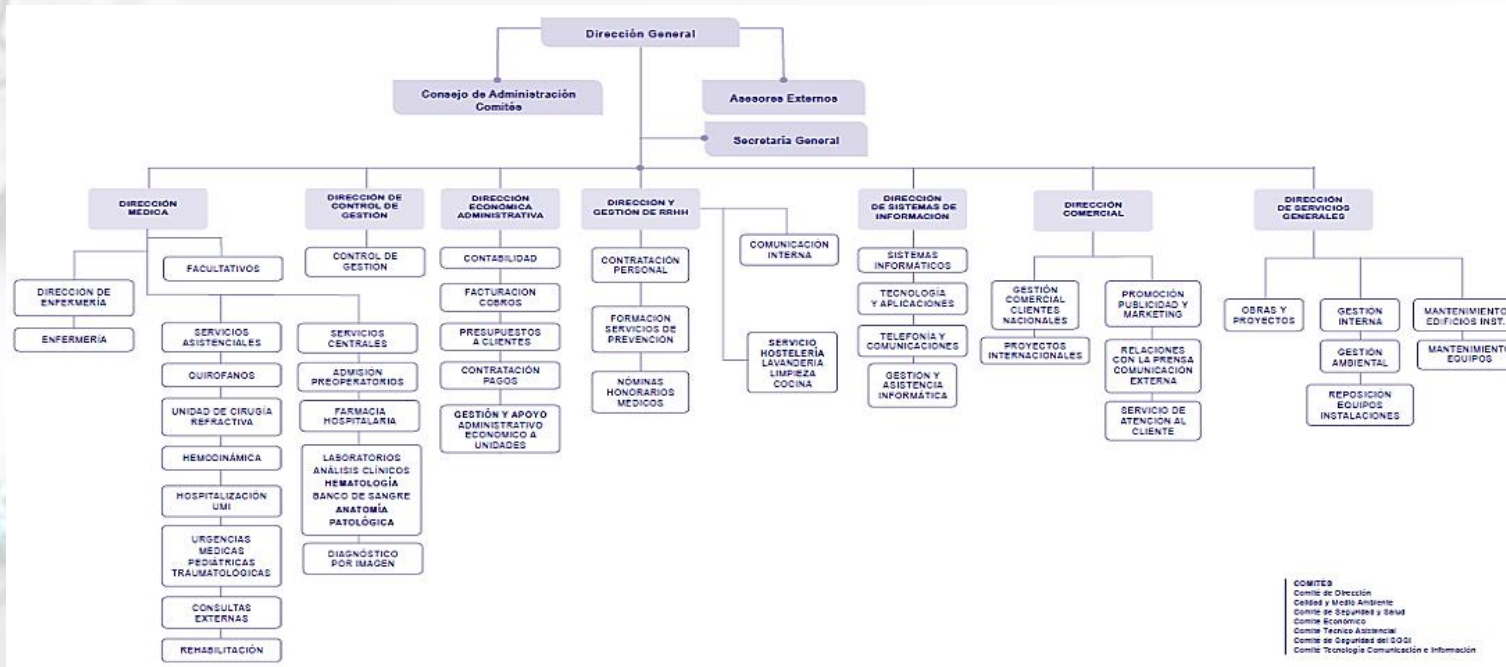 Dirección General
Consejo de Administración
Comités
Asesores Externos
Secretaría General
DIRECCIÓN
MÉDICA
FACULTATIVOS
DIRECCIÓN DE
ENFERMERÍA
ENFERMERÍA
SERVICIOS
ASISTENCIALES
QUIROFANOS
UNIDAD DE CIRUGÍA
REFRACTIVA
HEMODINÁMICA
HOSPITALIZACIÓN
UMI
URGENCIAS
MÉDICAS
PEDIÁTRICAS
TRAUMATOLÓGICAS
CONSULTAS
EXTERNAS
REHABILITACIÓN
SERVICIOS
CENTRALES
ADMISIÓN
PREOPERATORIOS
FARMACIA
HOSPITALARIA
LABORATORIOS
ANÁLISIS CLÍNICOS
HEMATOLOGÍA
BANCO DE SANGRE
ANATOMÍA
PATOLÓGICA
DIAGNÓSTICO
POR IMAGEN
DIRECCIÓN DE
CONTROL DE
GESTIÓN
CONTROL DE
GESTIÓN
DIRECCIÓN
ECONÓMICA
ADMINISTRATIVA
CONTABILIDAD
FACTURACIÓN
COBROS
PRESUPUESTOS
A CLIENTES
CONTRATACIÓN
PAGOS
GESTIÓN Y APOYO
ADMINISTRATIVO
ECONÓMICO A
UNIDADES
DIRECCIÓN Y
GESTIÓN DE RRHH
CONTRATACIÓN
PERSONAL
FORMACION
SERVICIOS DE
PREVENCIÓN
NÓMINAS
HONORARIOS
MÉDICOS
COMUNICACIÓN
INTERNA
SERVICIO
HOSTELERÍA
LAVANDERIA
LIMPIEZA
COCINA
DIRECCIÓN
DE SISTEMAS DE
INFORMACIÓN
SISTEMAS
INFORMÁTICOS
TECNOLOGÍA
Y APLICACIONES
TELEFONÍA Y
COMUNICACIONES
GESTIÓN Y
ASISTENCIA
INFORMÁTICA
DIRECCIÓN
COMERCIAL
GESTIÓN
COMERCIAL
CLIENTES
NACIONALES
PROYECTOS
INTERNACIONALES
PROMOCIÓN
PUBLICIDAD Y
MARKETING
RELACIONES
CON LA PRENSA
COMUNICACIÓN
EXTERNA
SERVICIO DE
ATENCIÓN AL
CLIENTE
DIRECCIÓN
DE SERVICIOS
GENERALES
OBRAS Y
PROYECTOS
GESTIÓN
INTERNA
GESTIÓN
AMBIENTAL
REPOSICIÓN
EQUIPOS
INSTALACIONES
MANTENIMIENTO
EDIFICIOS INST.
MANTENIMIENTO
EQUIPOS
COMITÉS
Comité de Dirección
Calidad y Medio Ambiente
Comité de Seguridad y Salud
Comité Económico
Comité Técnico Asistencial
Comité de Seguridad del SGSI
Comité Tecnología Comunicación e Información